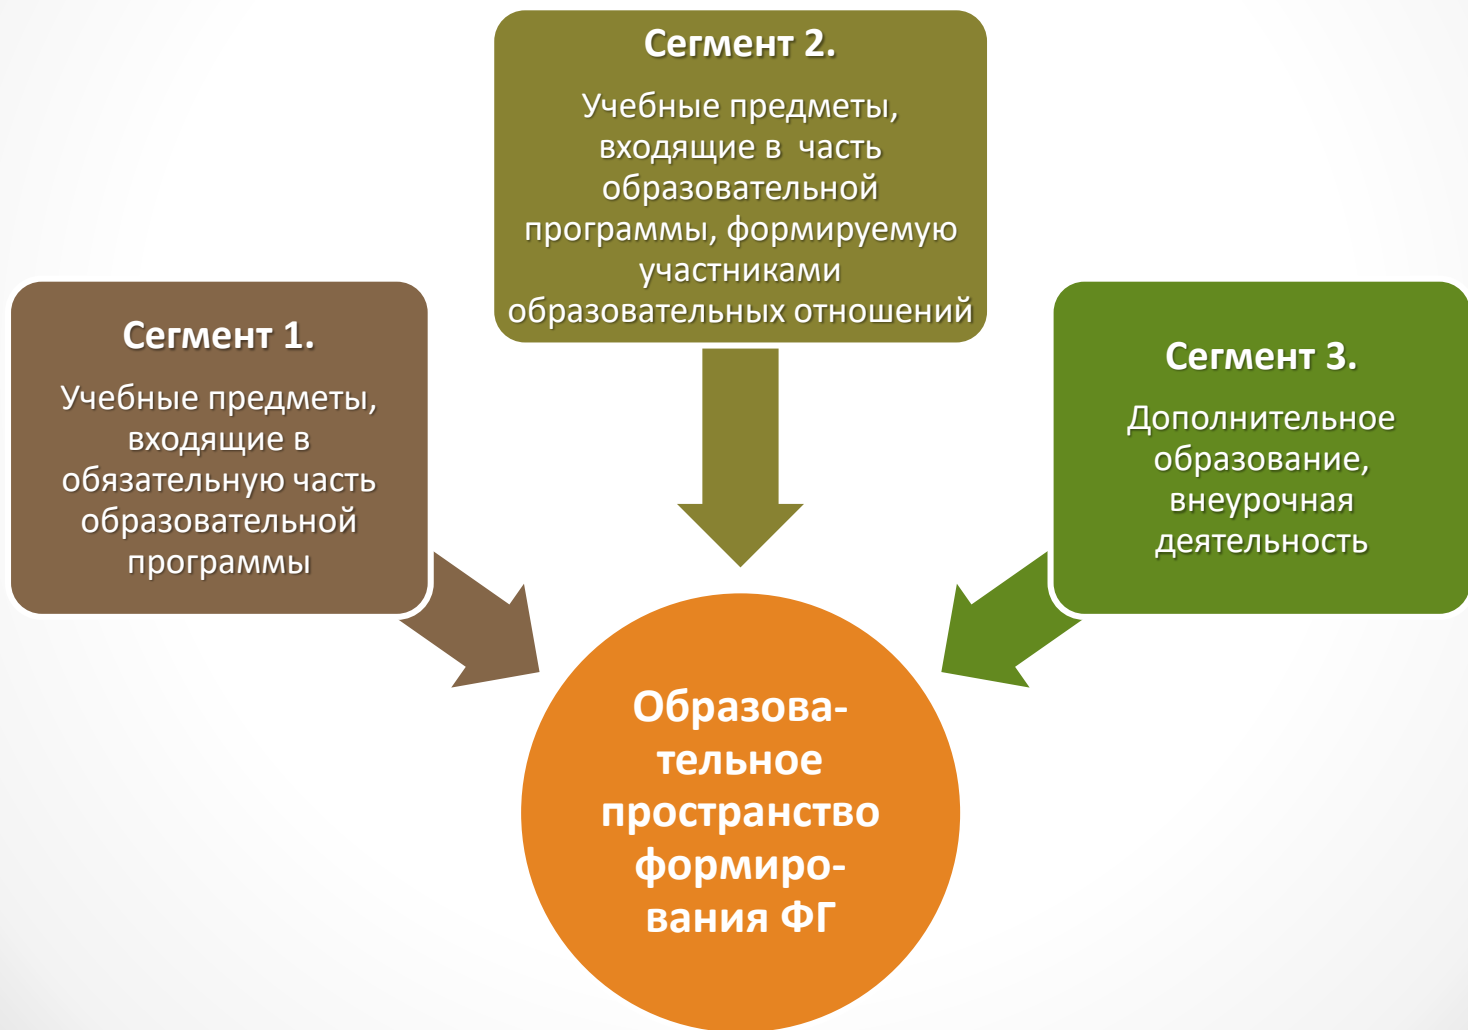 Сегмент 2.
Учебные предметы,
входящие в часть
образовательной
программы, формируемую
участниками
образовательных отношений
Сегмент 1.
Учебные предметы,
входящие в
обязательную часть
образовательной
программы
Сегмент 3.
Дополнительное
образование,
внеурочная
деятельность
Образова-
тельное
пространство
формиро-
вания ФГ